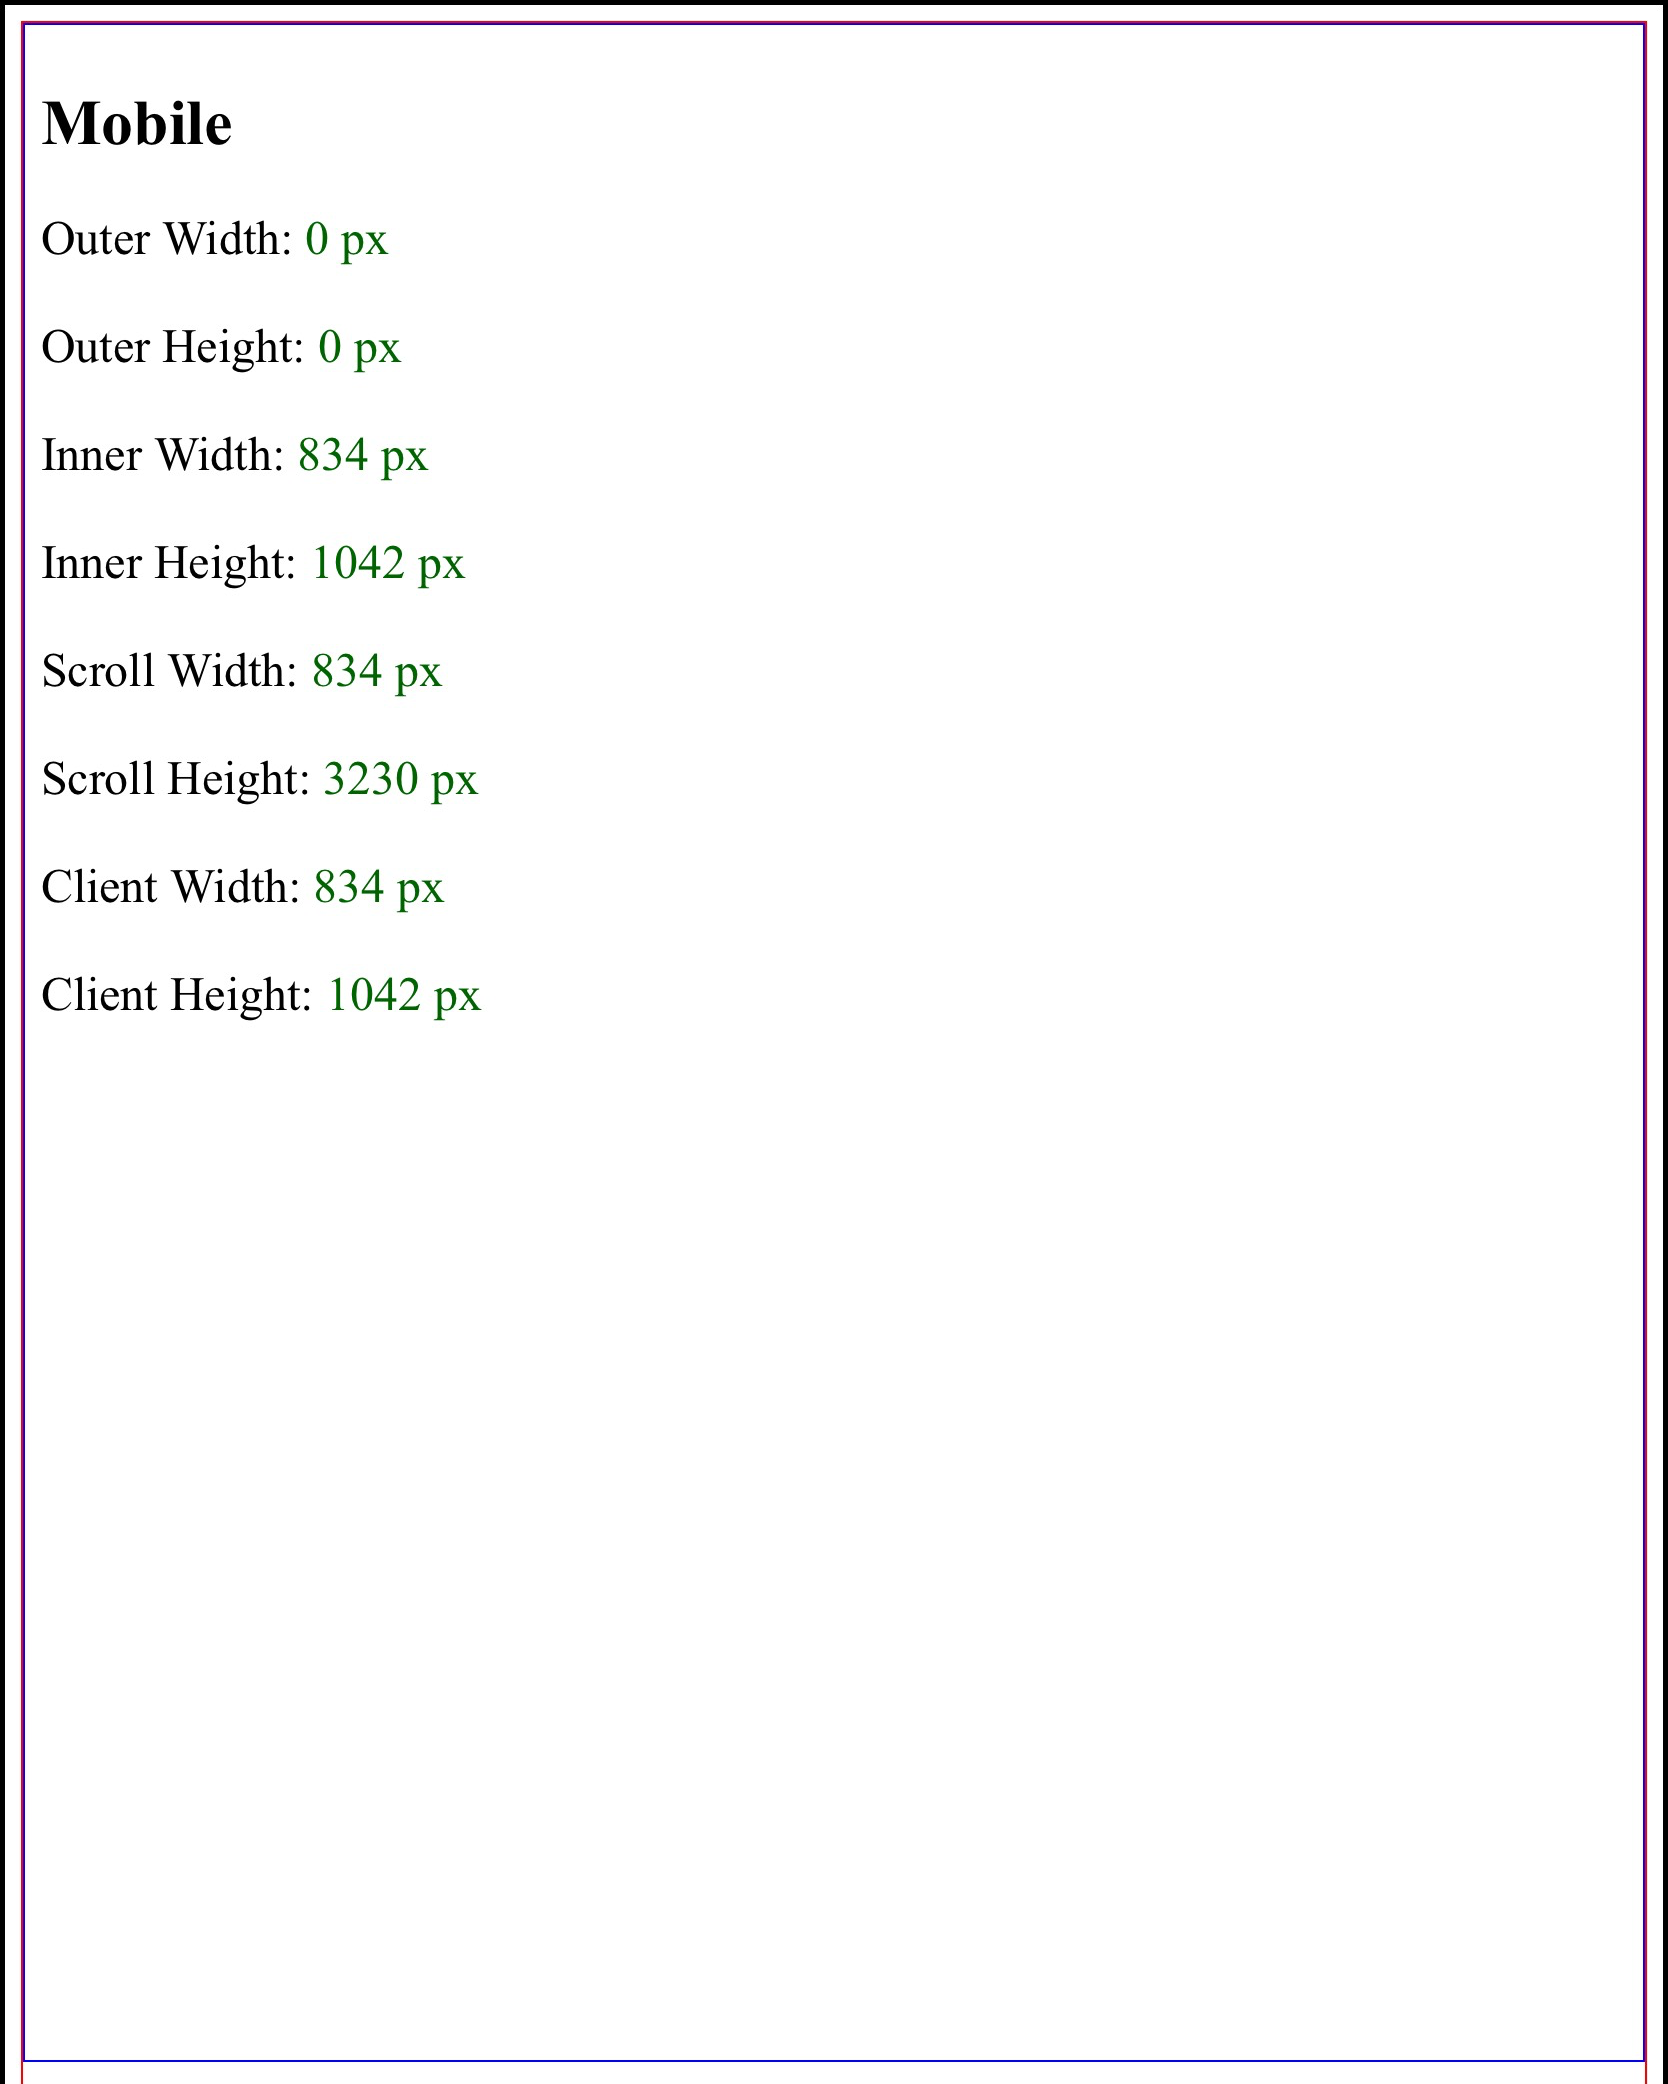 Mobile
Outer Width: 0 px
Outer Height: 0 px
Inner Width: 834 px
Inner Height: 1042 px
Scroll Width: 834 px
Scroll Height: 3230 px
Client Width: 834 px
Client Height: 1042 px